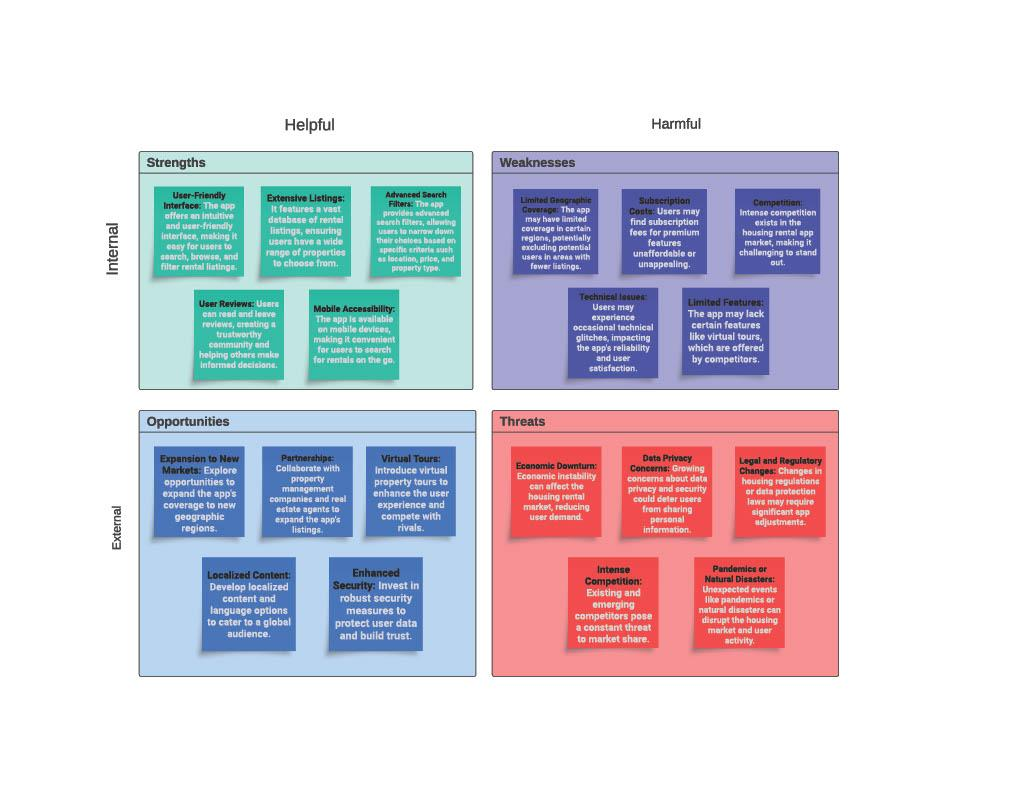 Helpful
Harmful
Internal
External
Strengths
User-Friendly
Interface: The app
offers an intuitive
and user-friendly
interface, making it
easy for users to
search, browse, and
filter rental listings.
Extensive Listings:
It features a vast
database of rental
listings, ensuring
users have a wide
range of properties
to choose from.
Advanced Search
Filters: The app
provides advanced
search filters, allowing
users to narrow down
their choices based on
specific criteria such
as location, price, and
property type.
User Reviews: Users
can read and leave
reviews, creating a
trustworthy
community and
helping others make
informed decisions.
Mobile Accessibility:
The app is available
on mobile devices,
making it convenient
for users to search
for rentals on the go.
Weaknesses
Limited Geographic
Coverage: The app
may have limited
coverage in certain
regions, potentially
excluding potential
users in areas with
fewer listings.
Subscription
Costs: Users may
find subscription
fees for premium
features
unaffordable or
unappealing.
Competition:
Intense competition
exists in the
housing rental app
market, making it
challenging to stand
out.
Technical Issues:
Users may
experience
occasional technical
glitches, impacting
the app's reliability
and user
satisfaction.
Limited Features:
The app may lack
certain features
like virtual tours,
which are offered
by competitors.
Opportunities
Expansion to New
Markets: Explore
opportunities to
expand the app's
coverage to new
geographic
regions.
Partnerships:
Collaborate with
property
management
companies and real
estate agents to
expand the app's
listings.
Virtual Tours:
Introduce virtual
property tours to
enhance the user
experience and
compete with
rivals.
Localized Content:
Develop localized
content and
language options
to cater to a global
audience.
Enhanced
Security: Invest in
robust security
measures to
protect user data
and build trust.
Threats
Economic Downturn:
Economic instability
can affect the
housing rental
market, reducing
user demand.
Data Privacy
Concerns: Growing
concerns about data
privacy and security
could deter users
from sharing
personal
information.
Legal and Regulatory
Changes: Changes in
housing regulations
or data protection
laws may require
significant app
adjustments.
Intense
Competition:
Existing and
emerging
competitors pose
a constant threat
to market share.
Pandemics or
Natural Disasters:
Unexpected events
like pandemics or
natural disasters can
disrupt the housing
market and user
activity.